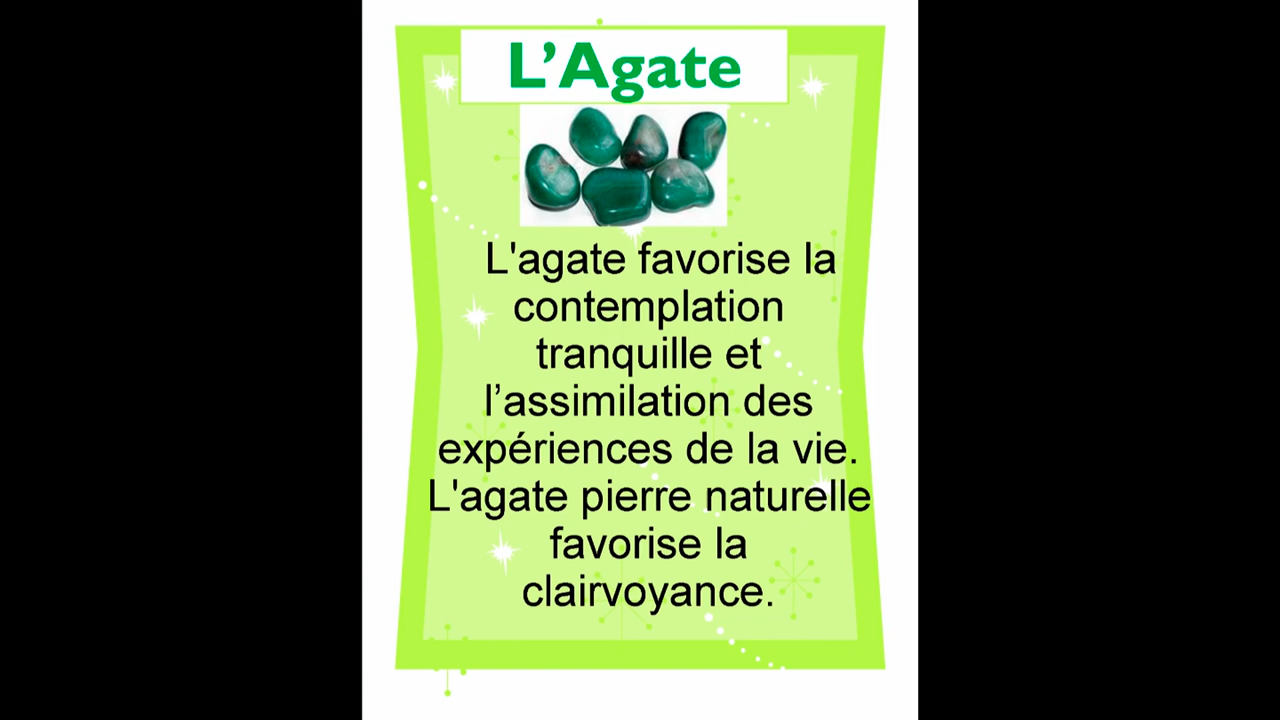 L’Agate
L'agate favorise la
contemplation
tranquille et
l’assimilation des
expériences de la vie.
L'agate pierre naturelle
favorise la
clairvoyance.